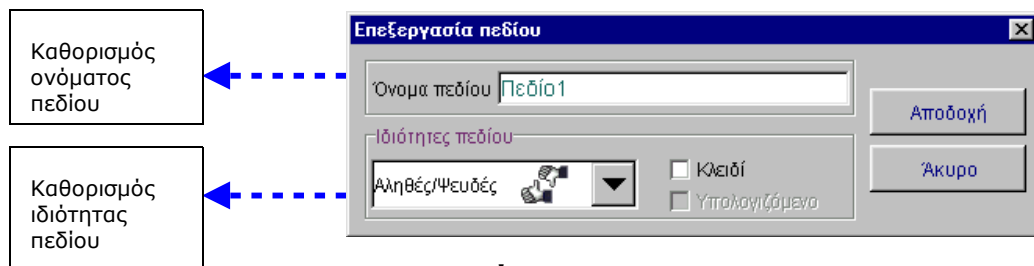 Καθορισμός
ονόματος
πεδίου
Καθορισμός
ιδιότητας
πεδίου
Επεξεργασία πεδίου
Όνομα πεδίου Πεδίο1
Ιδιότητες πεδίου
Αληθές/Ψευδές
Κλειδί
Υπολογιζόμενο
Αποδοχή
Άκυρο